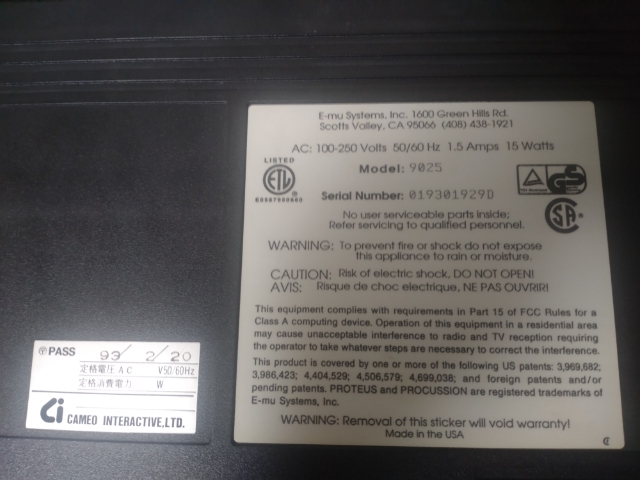 E-mu Systems, Inc. 1600 Green Hills Rd.
Scotts Valley, CA 95066 (408) 438-1921
AC: 100-250 Volts 50/60 Hz 1.5 Amps 15 Watts
LISTED
ETL
Model: 9025
Serial Number: 019301929D
GS
No user serviceable parts inside;
Refer servicing to qualified personnel.
WARNING: To prevent fire or shock do not expose
this appliance to rain or moisture.
CAUTION: Risk of electric shock, DO NOT OPEN!
AVIS: Risque de choc electrique, NE PAS OUVRIR!
This equipment complies with requirements in Part 15 of FCC Rules for a
Class A computing device. Operation of this equipment in a residential area
may cause unacceptable interference to radio and TV reception requiring
the operator to take whatever steps are necessary to correct the interference.
This product is covered by one or more of the following US patents: 3,969,682;
3,986,423; 4,404,529; 4,506,579; 4,699,038; and foreign patents and/or
pending patents. PROTEUS and PROCUSSION are registered trademarks of
E-mu Systems, Inc.
WARNING: Removal of this sticker will void warranty!
Made in the USA
PASS 93/2/20
定格電圧 AC V50/60Hz
定格消費電力 W
Ci CAMEO INTERACTIVE.LTD.